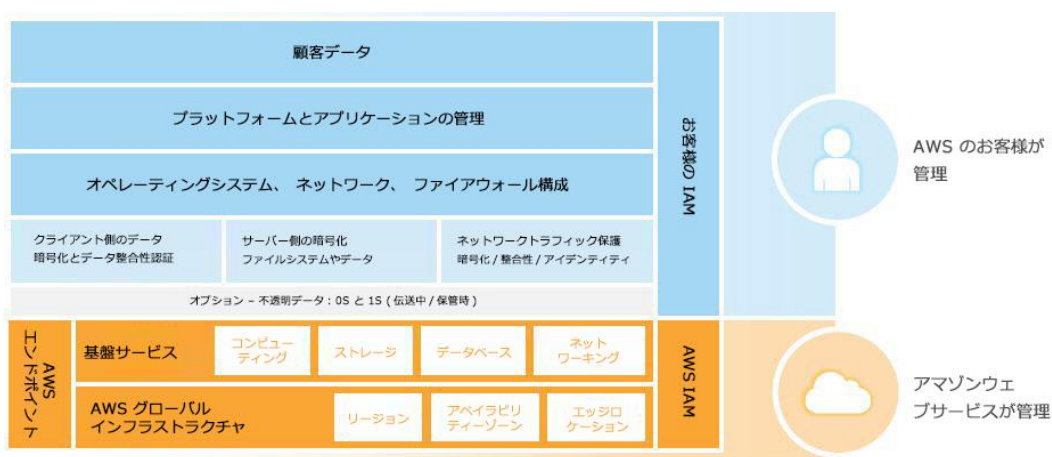 顧客データ
プラットフォームとアプリケーションの管理
オペレーティングシステム、 ネットワーク、 ファイアウォール構成
クライアント側のデータ
暗号化とデータ整合性認証
サーバー側の暗号化
ファイルシステムやデータ
ネットワークトラフィック保護
暗号化 / 整合性 / アイデンティティ
オプション – 不透明データ : 0S と 1S ( 伝送中 / 保管時 )
お客様の IAM
AWS のお客様が
管理
AWS
エンドポイント
基盤サービス
コンピュー
ティング
ストレージ
データベース
ネット
ワーキング
AWS グローバル
インフラストラクチャ
リージョン
アベイラビリ
ティーゾーン
エッジロ
ケーション
AWS IAM
アマゾンウェ
ブサービスが管理